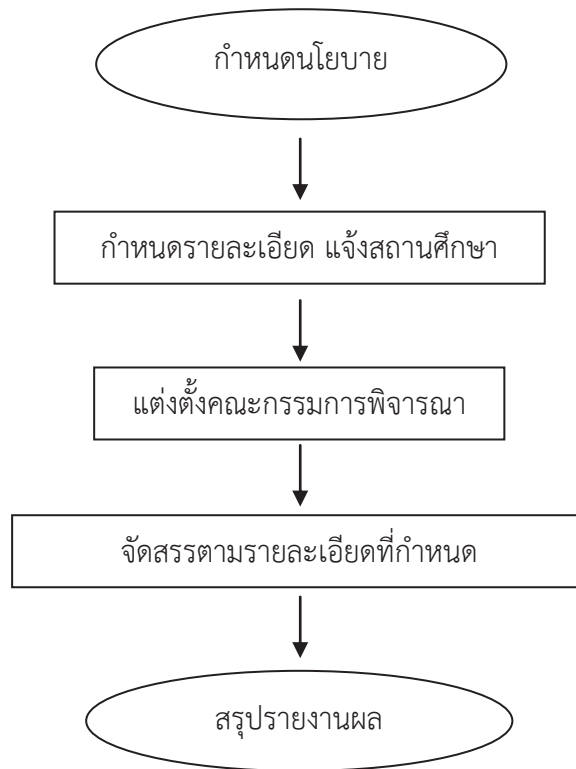 กำหนดนโยบาย
กำหนดรายละเอียด แจ้งสถานศึกษา
แต่งตั้งคณะกรรมการพิจารณา
จัดสรรตามรายละเอียดที่กำหนด
สรุปรายงานผล